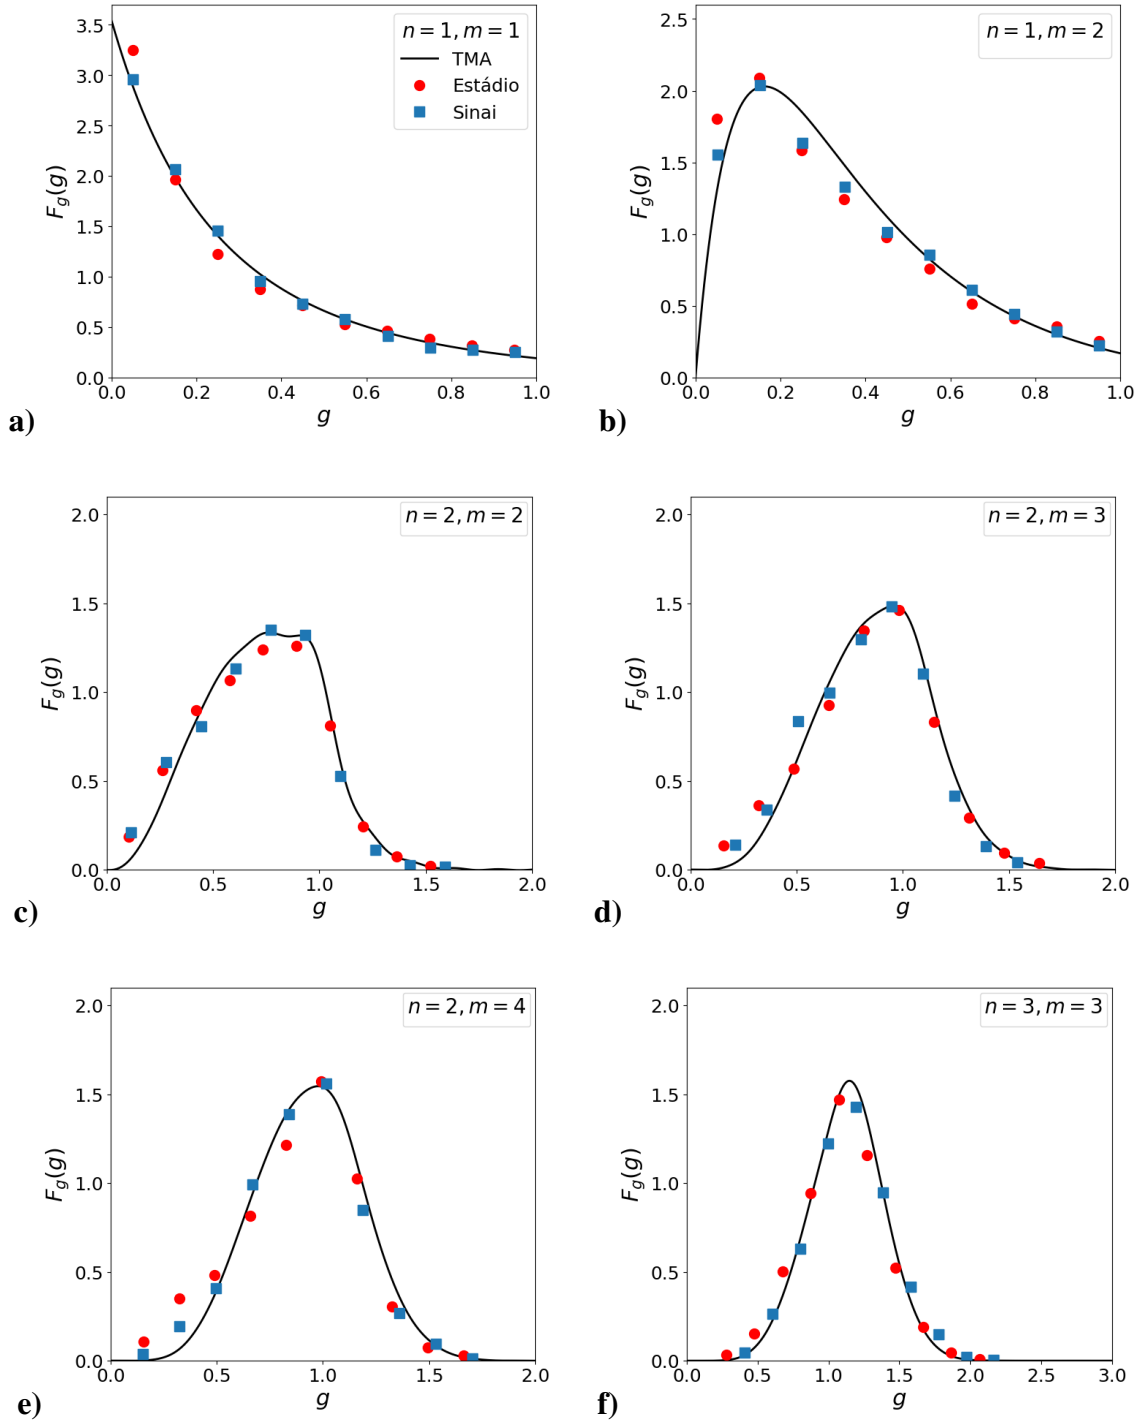 n = 1, m = 1
TMA
Estádio
Sinai
3.5
3.0
2.5
2.0
1.5
1.0
0.5
0.0
F_g(g)
0.0 0.2 0.4 0.6 0.8 1.0
g
a)
n = 1, m = 2
2.5
2.0
1.5
1.0
0.5
0.0
F_g(g)
0.0 0.2 0.4 0.6 0.8 1.0
g
b)
n = 2, m = 2
2.0
1.5
1.0
0.5
0.0
F_g(g)
0.0 0.5 1.0 1.5 2.0
g
c)
n = 2, m = 3
2.0
1.5
1.0
0.5
0.0
F_g(g)
0.0 0.5 1.0 1.5 2.0
g
d)
n = 2, m = 4
2.0
1.5
1.0
0.5
0.0
F_g(g)
0.0 0.5 1.0 1.5 2.0
g
e)
n = 3, m = 3
2.0
1.5
1.0
0.5
0.0
F_g(g)
0.0 0.5 1.0 1.5 2.0 2.5 3.0
g
f)